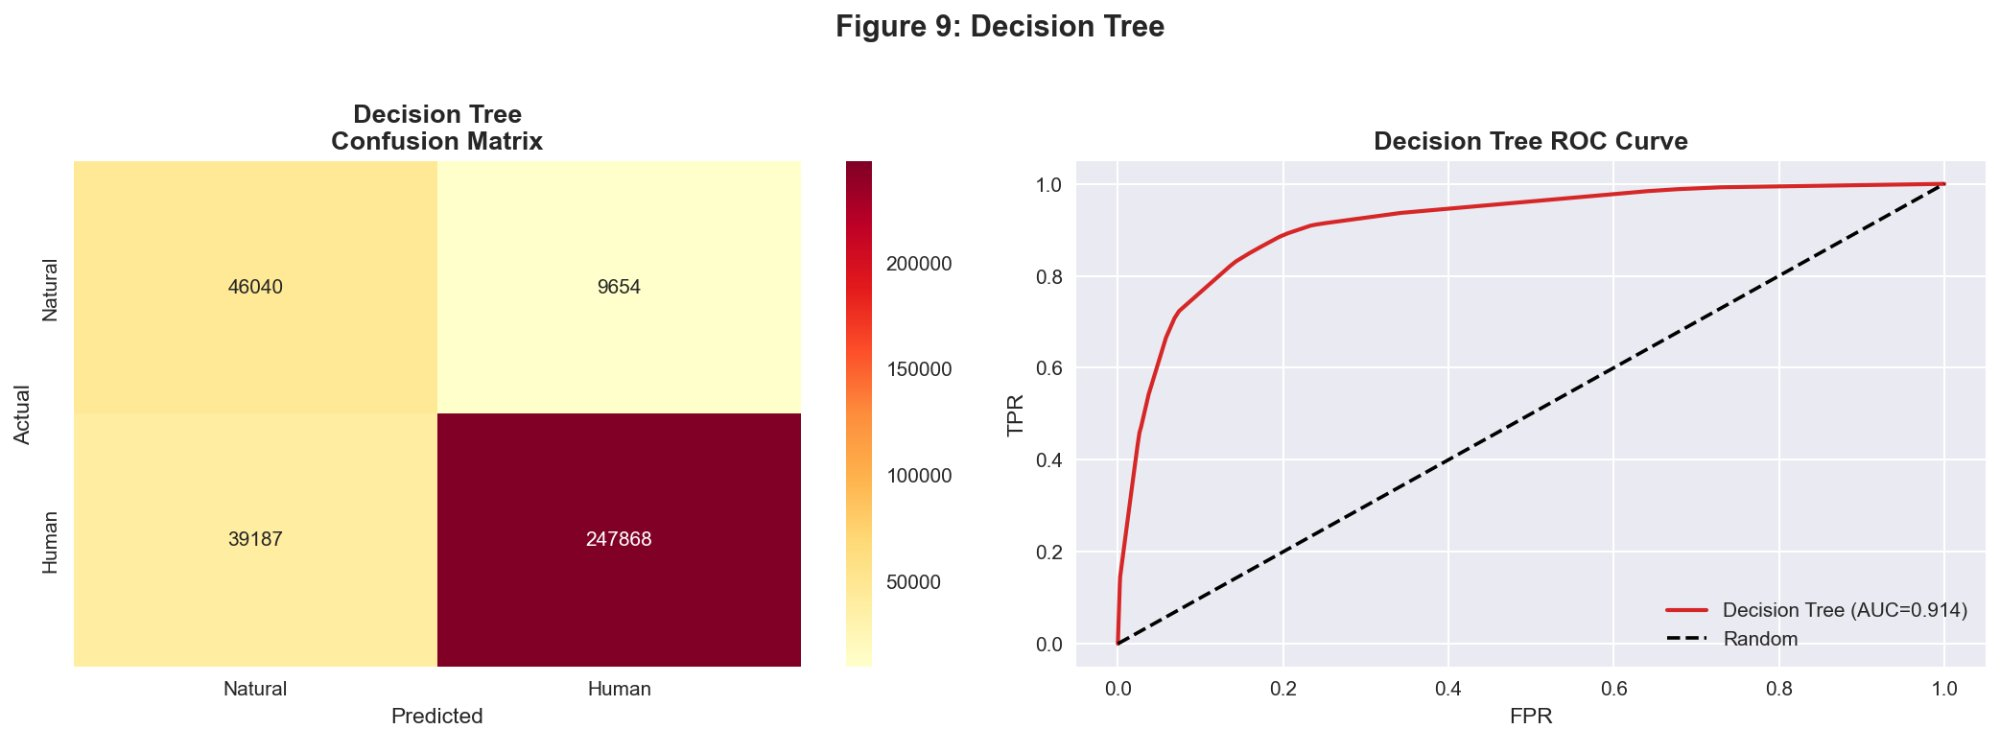 Figure 9: Decision Tree
Decision Tree
Confusion Matrix
Actual
Natural
Human
46040
9654
39187
247868
Natural
Human
Predicted
200000
150000
100000
50000
Decision Tree ROC Curve
TPR
1.0
0.8
0.6
0.4
0.2
0.0
Decision Tree (AUC=0.914)
Random
0.0
0.2
0.4
0.6
0.8
1.0
FPR